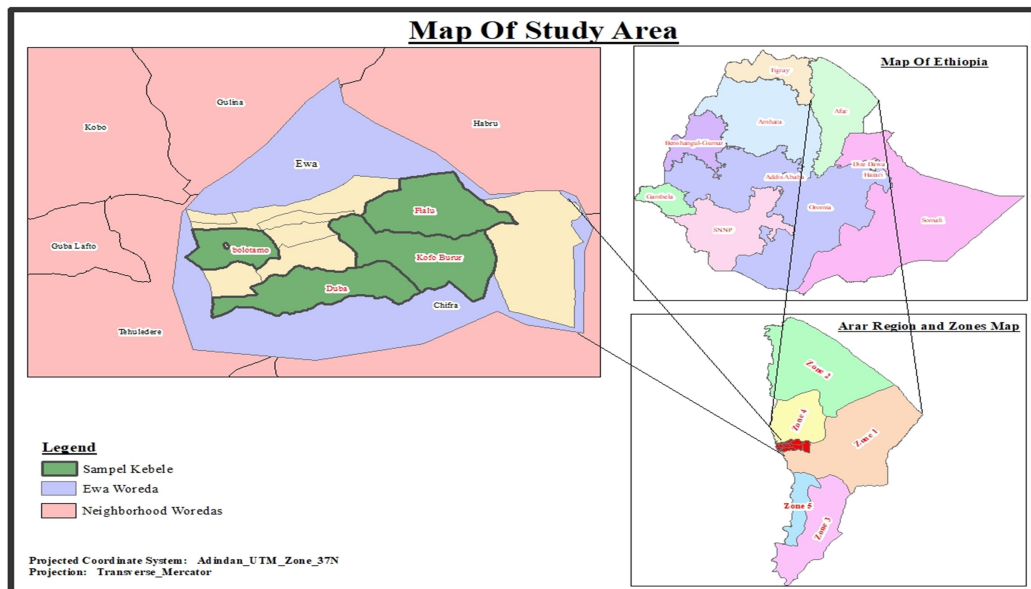 Map Of Study Area
Kobo
Gulina
Habru
Ewa
Guba Lafto
Fialu
bolotamo
Kofo Burur
Duba
Chifra
Tehuledere
Map Of Ethiopia
Tigray
Afar
Amhara
Benshangul-Gumuz
Dire Dawa
Harari
Addis Ababa
Gambela
Oromia
Somali
SNNP
Arar Region and Zones Map
Zone 2
Zone 4
Zone 1
Zone 5
Zone 3
Legend
Sampel Kebele
Ewa Woreda
Neighborhood Woredas
Projected Coordinate System: Adindan_UTM_Zone_37N
Projection: Transverse_Mercator